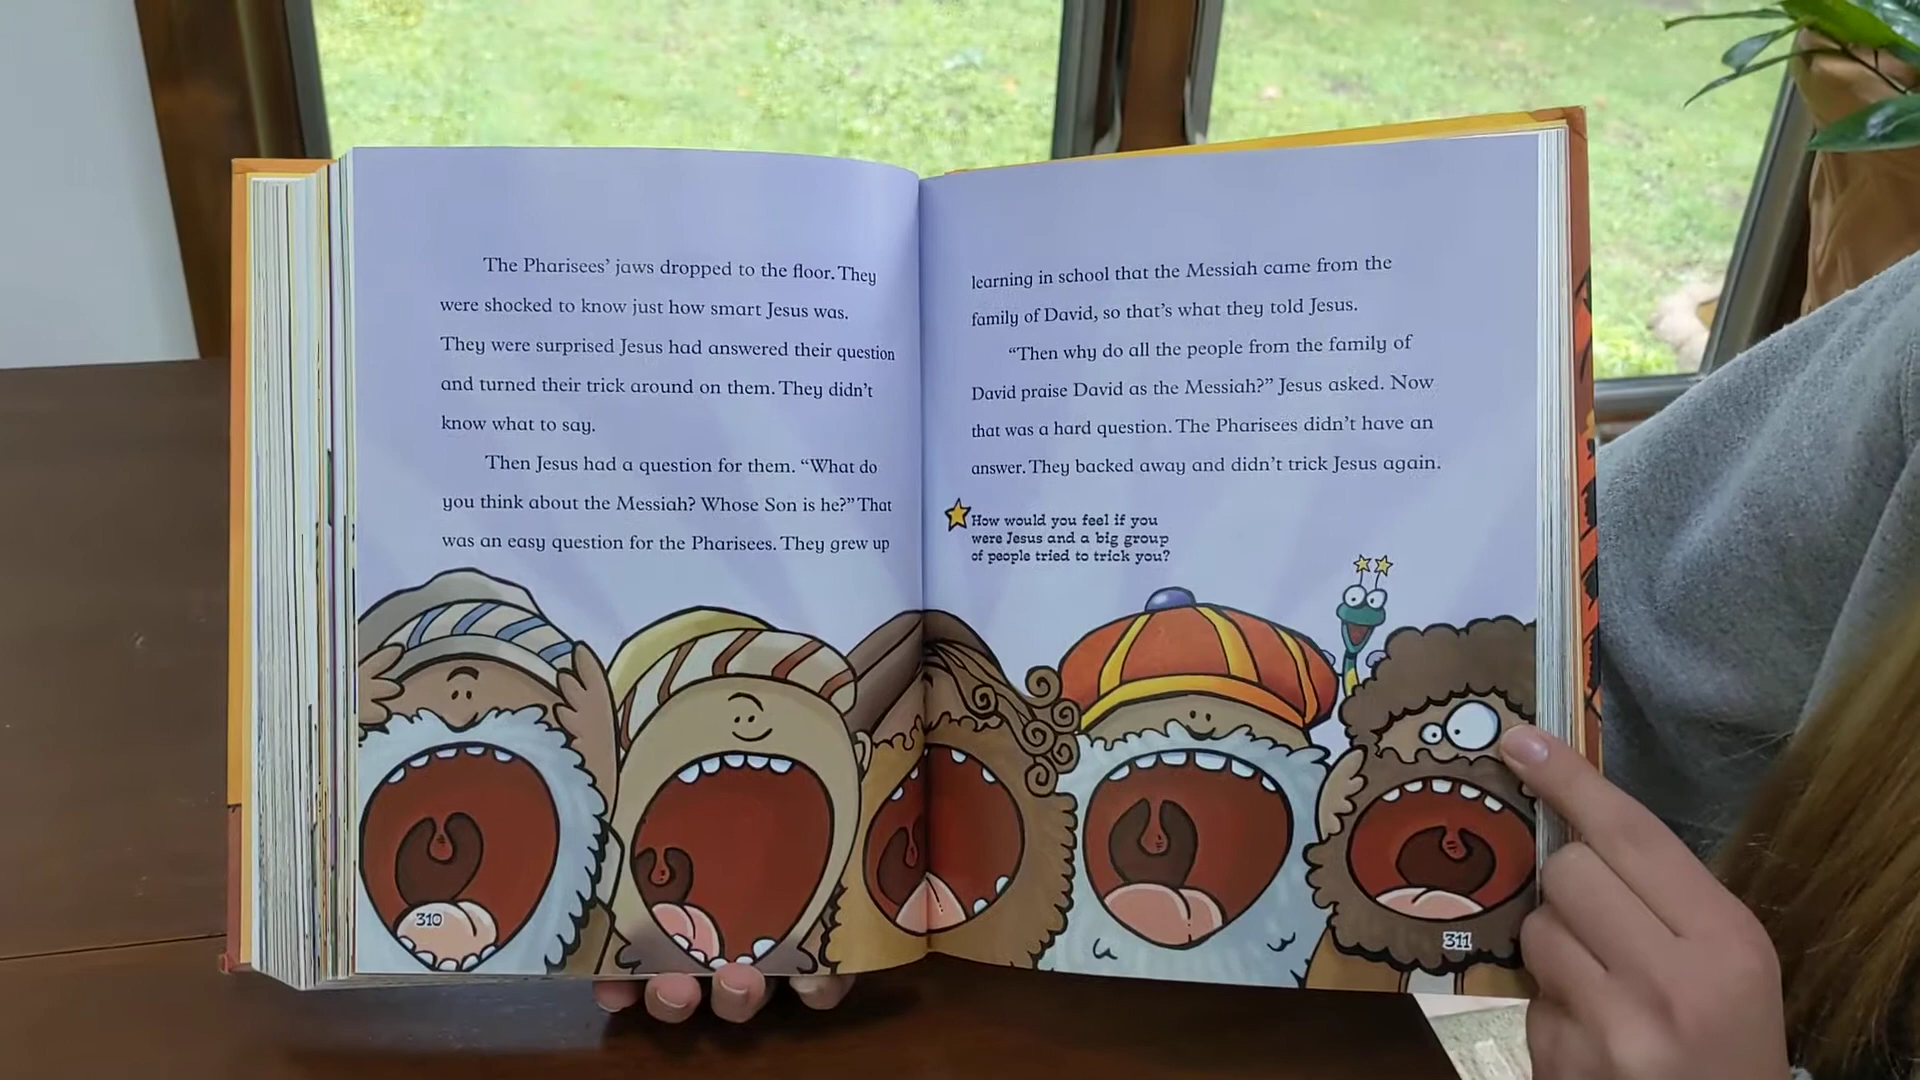 The Pharisees’ jaws dropped to the floor. They
were shocked to know just how smart Jesus was.
They were surprised Jesus had answered their question
and turned their trick around on them. They didn’t
know what to say.
Then Jesus had a question for them. “What do
you think about the Messiah? Whose Son is he?” That
was an easy question for the Pharisees. They grew up
310
learning in school that the Messiah came from the
family of David, so that’s what they told Jesus.
“Then why do all the people from the family of
David praise David as the Messiah?” Jesus asked. Now
that was a hard question. The Pharisees didn’t have an
answer. They backed away and didn’t trick Jesus again.
How would you feel if you
were Jesus and a big group
of people tried to trick you?
311